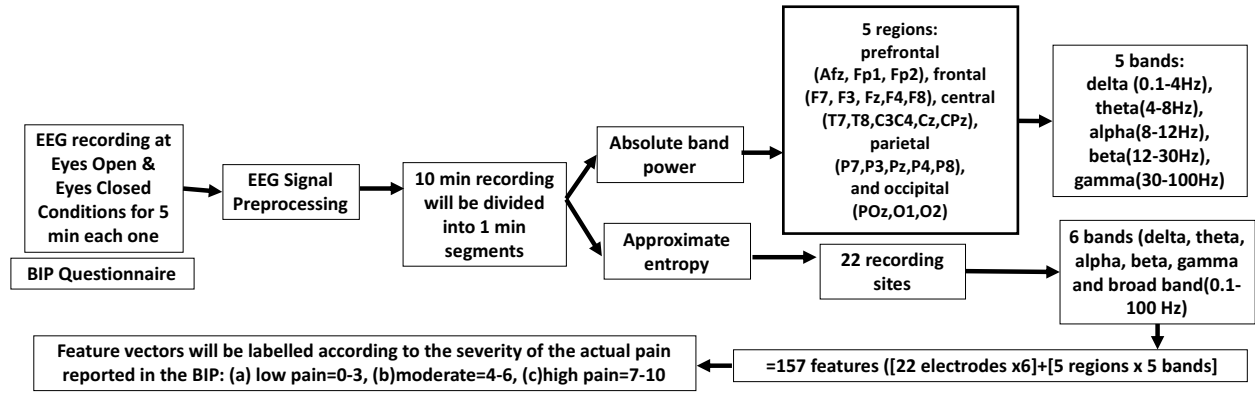 EEG recording at
Eyes Open &
Eyes Closed
Conditions for 5
min each one
BIP Questionnaire
EEG Signal
Preprocessing
10 min recording
will be divided
into 1 min
segments
Absolute band
power
5 regions:
prefrontal
(Afz, Fp1, Fp2), frontal
(F7, F3, Fz,F4,F8), central
(T7,T8,C3C4,Cz,CPz),
parietal
(P7,P3,Pz,P4,P8),
and occipital
(POz,O1,O2)
5 bands:
delta (0.1-4Hz),
theta(4-8Hz),
alpha(8-12Hz),
beta(12-30Hz),
gamma(30-100Hz)
Approximate
entropy
22 recording
sites
6 bands (delta, theta,
alpha, beta, gamma
and broad band(0.1-
100 Hz)
=157 features ([22 electrodes x6]+[5 regions x 5 bands]
Feature vectors will be labelled according to the severity of the actual pain
reported in the BIP: (a) low pain=0-3, (b)moderate=4-6, (c)high pain=7-10